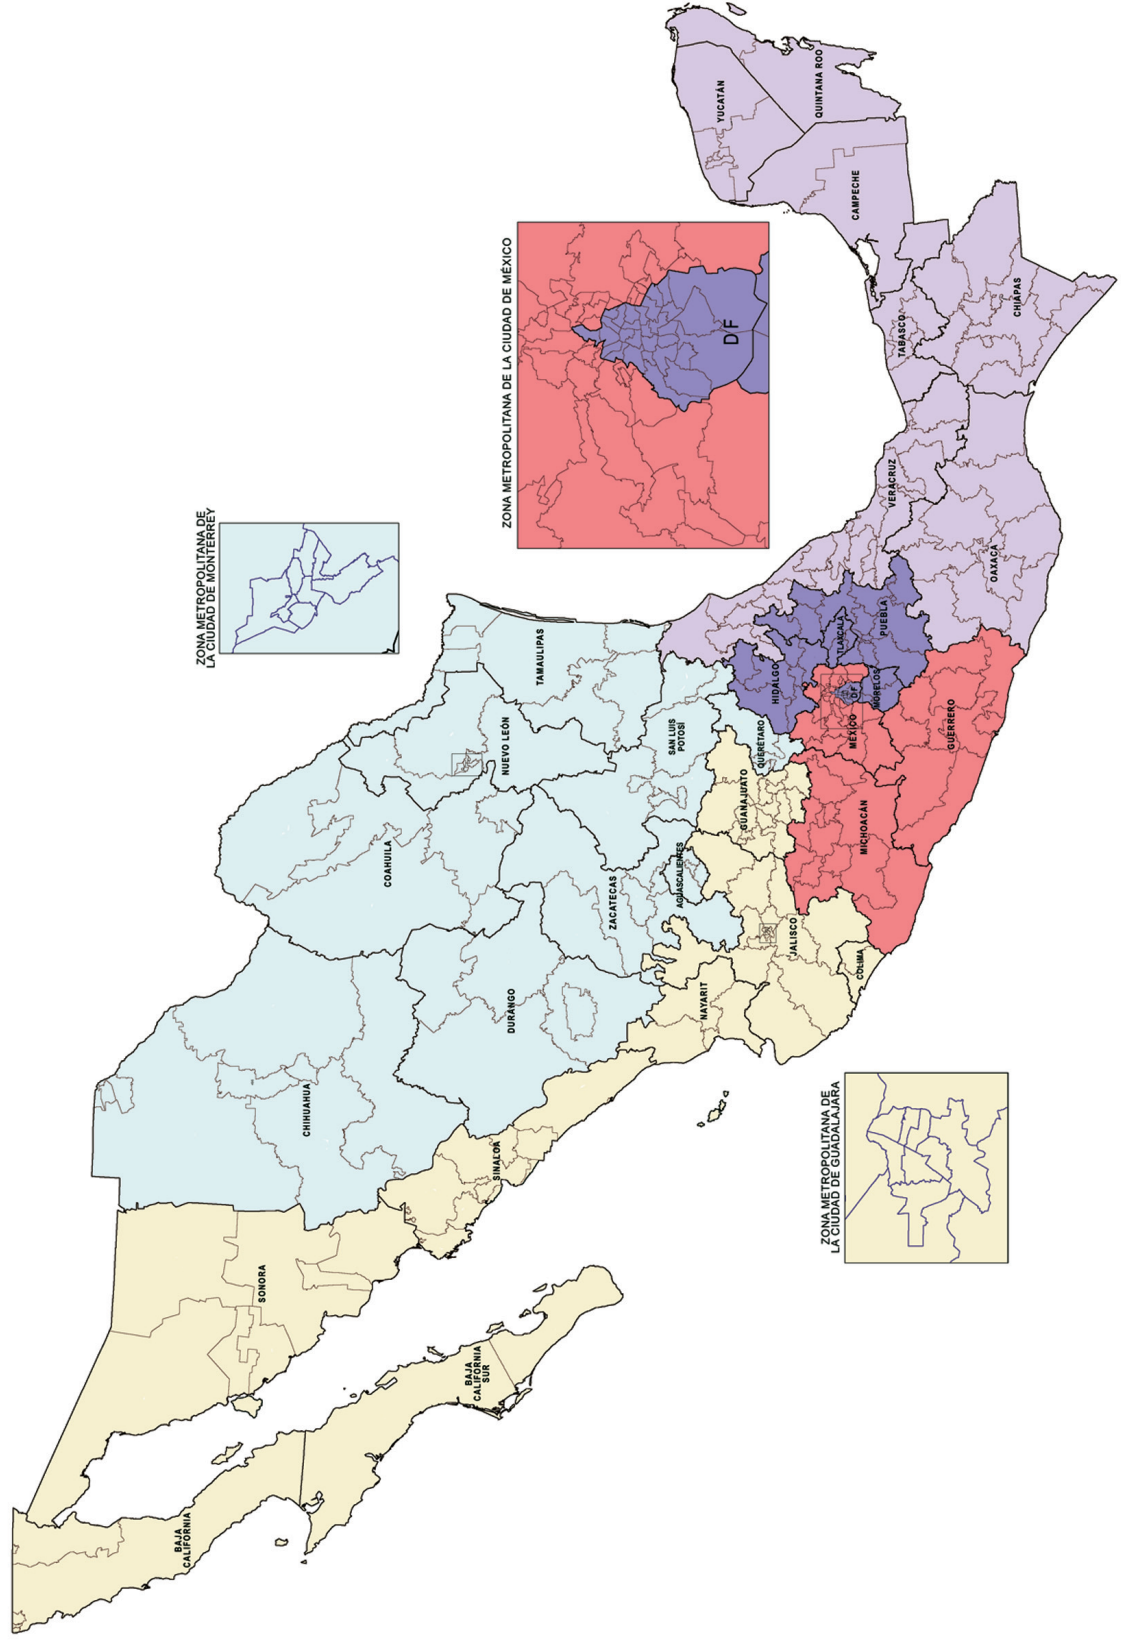 ZONA METROPOLITANA DE
LA CIUDAD DE MONTERREY
ZONA METROPOLITANA DE LA CIUDAD DE MÉXICO
DF
ZONA METROPOLITANA DE
LA CIUDAD DE GUADALAJARA
BAJA
CALIFORNIA
BAJA
CALIFORNIA
SUR
SONORA
CHIHUAHUA
SINALOA
DURANGO
COAHUILA
NUEVO LEÓN
TAMAULIPAS
ZACATECAS
SAN LUIS
POTOSÍ
AGUASCALIENTES
NAYARIT
JALISCO
COLIMA
GUANAJUATO
QUERÉTARO
HIDALGO
MICHOACÁN
MÉXICO
DF
MORELOS
TLAXCALA
PUEBLA
GUERRERO
VERACRUZ
OAXACA
TABASCO
CHIAPAS
CAMPECHE
YUCATÁN
QUINTANA ROO